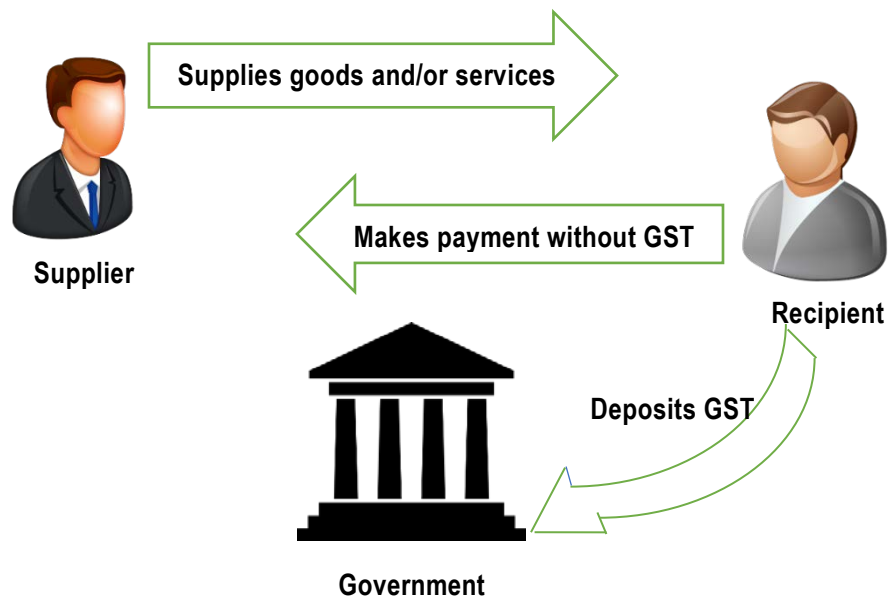 Supplies goods and/or services
Makes payment without GST
Supplier
Recipient
Deposits GST
Government